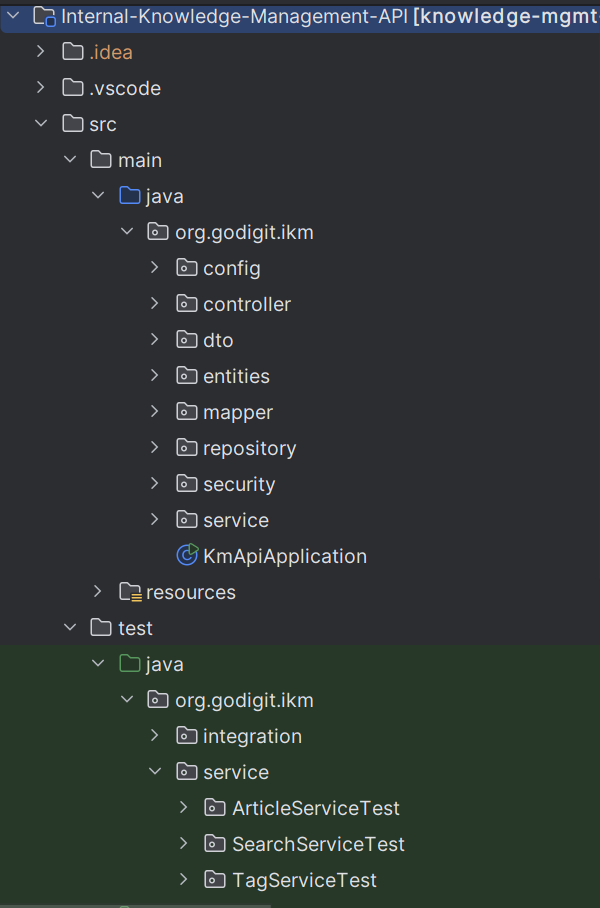 Internal-Knowledge-Management-API [knowledge-mgmt-
.idea
.vscode
src
main
java
org.godigit.ikm
config
controller
dto
entities
mapper
repository
security
service
KmApiApplication
resources
test
java
org.godigit.ikm
integration
service
ArticleServiceTest
SearchServiceTest
TagServiceTest